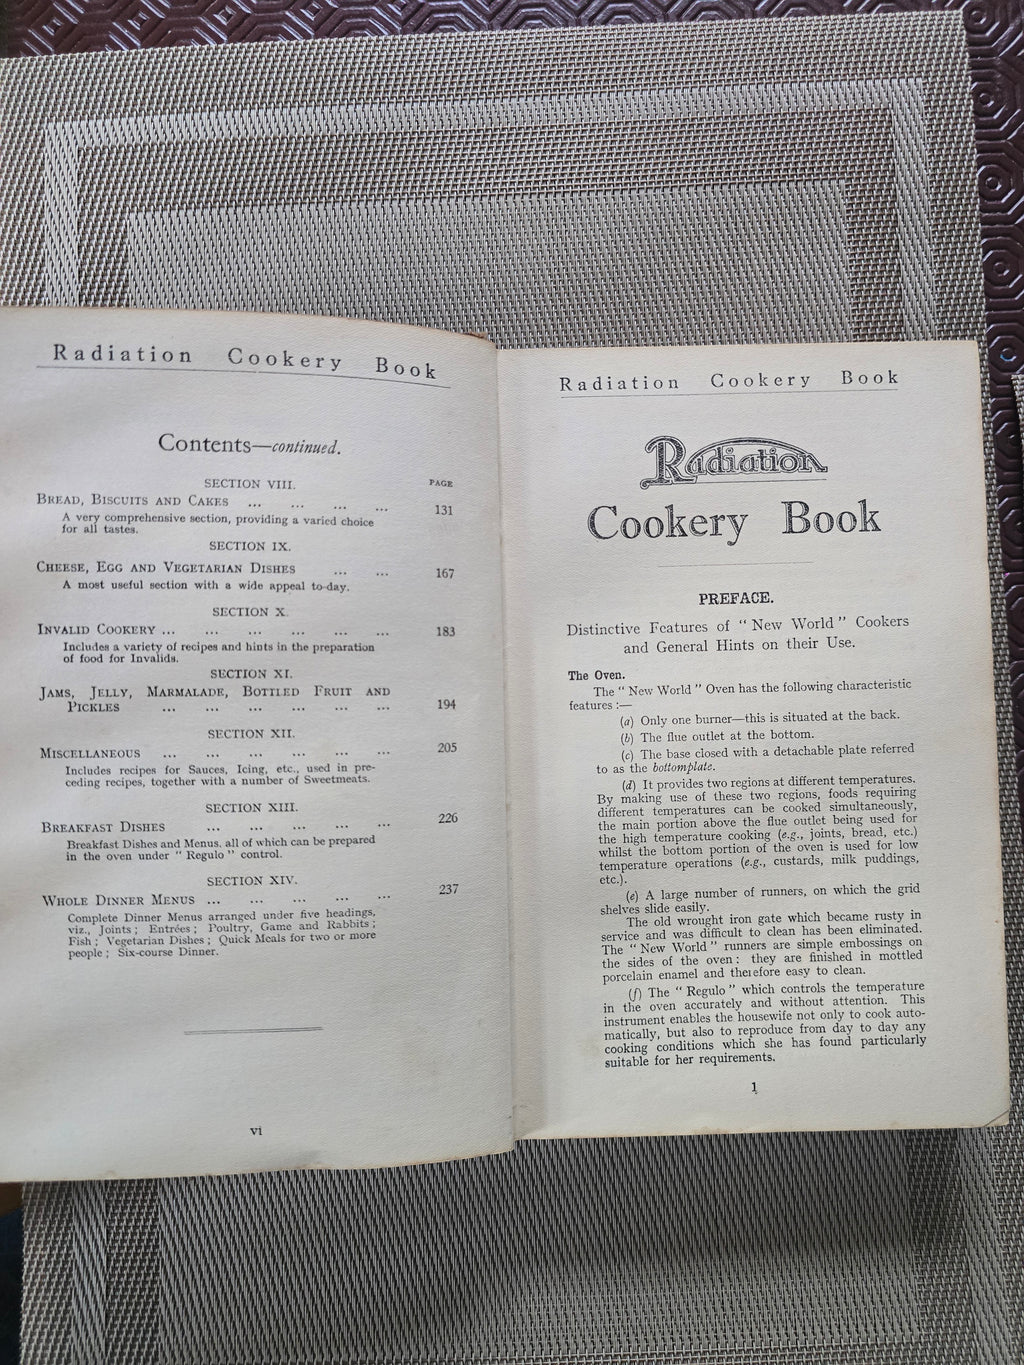 Radiation Cookery Book
Contents—continued.
SECTION VIII.
PAGE
BREAD, BISCUITS AND CAKES ... ... ... ... 131
A very comprehensive section, providing a varied choice
for all tastes.
SECTION IX.
CHEESE, EGG AND VEGETARIAN DISHES ... ... 167
A most useful section with a wide appeal to-day.
SECTION X.
INVALID COOKERY ... ... ... ... ... ... 183
Includes a variety of recipes and hints in the preparation
of food for Invalids.
SECTION XI.
JAMS, JELLY, MARMALADE, BOTTLED FRUIT AND
PICKLES ... ... ... ... ... ... 194
SECTION XII.
MISCELLANEOUS ... ... ... ... ... ... 205
Includes recipes for Sauces, Icing, etc., used in pre-
ceding recipes, together with a number of Sweetmeats.
SECTION XIII.
BREAKFAST DISHES ... ... ... ... ... 226
Breakfast Dishes and Menus, all of which can be prepared
in the oven under “ Regulo ” control.
SECTION XIV.
WHOLE DINNER MENUS ... ... ... ... ... 237
Complete Dinner Menus arranged under five headings,
viz., Joints ; Entrées ; Poultry, Game and Rabbits ;
Fish ; Vegetarian Dishes ; Quick Meals for two or more
people ; Six-course Dinner.
vi
Radiation Cookery Book
Radiation
Cookery Book
PREFACE.
Distinctive Features of “ New World ” Cookers
and General Hints on their Use.
The Oven.
The “ New World ” Oven has the following characteristic
features :—
(a) Only one burner—this is situated at the back.
(b) The flue outlet at the bottom.
(c) The base closed with a detachable plate referred
to as the bottomplate.
(d) It provides two regions at different temperatures.
By making use of these two regions, foods requiring
different temperatures can be cooked simultaneously,
the main portion above the flue outlet being used for
the high temperature cooking (e.g., joints, bread, etc.)
whilst the bottom portion of the oven is used for low
temperature operations (e.g., custards, milk puddings,
etc.).
(e) A large number of runners, on which the grid
shelves slide easily.
The old wrought iron gate which became rusty in
service and was difficult to clean has been eliminated.
The “ New World ” runners are simple embossings on
the sides of the oven : they are finished in mottled
porcelain enamel and therefore easy to clean.
(f) The “ Regulo ” which controls the temperature
in the oven accurately and without attention. This
instrument enables the housewife not only to cook auto-
matically, but also to reproduce from day to day any
cooking conditions which she has found particularly
suitable for her requirements.
1